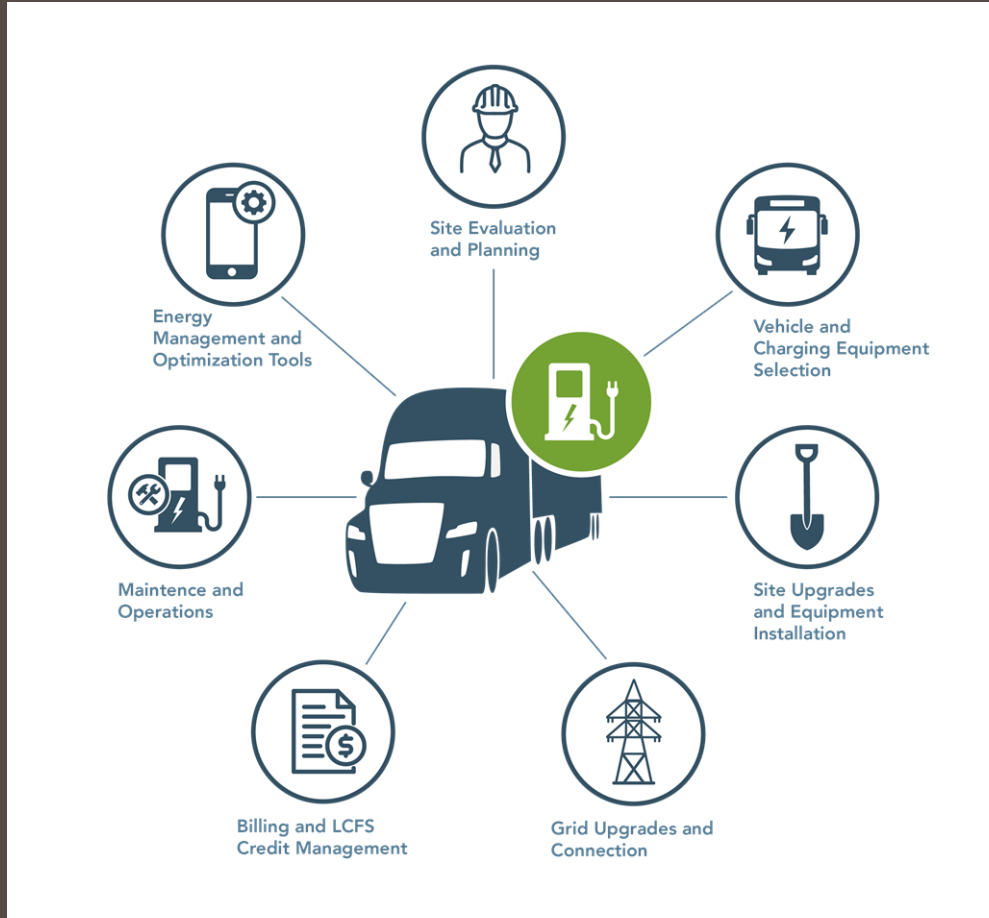 Site Evaluation
and Planning
Vehicle and
Charging Equipment
Selection
Site Upgrades
and Equipment
Installation
Grid Upgrades and
Connection
Billing and LCFS
Credit Management
Maintence and
Operations
Energy
Management and
Optimization Tools
$